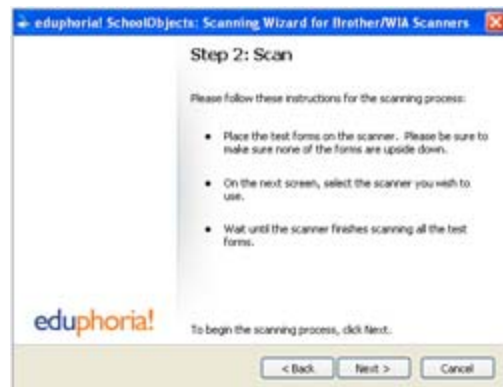 eduphoria! SchoolObjects: Scanning Wizard for Brother/WIA Scanners
Step 2: Scan
Please follow these instructions for the scanning process:
• Place the test forms on the scanner. Please be sure to
make sure none of the forms are upside down.
• On the next screen, select the scanner you wish to
use.
• Wait until the scanner finishes scanning all the test
forms.
eduphoria!
To begin the scanning process, click Next.
< Back Next > Cancel